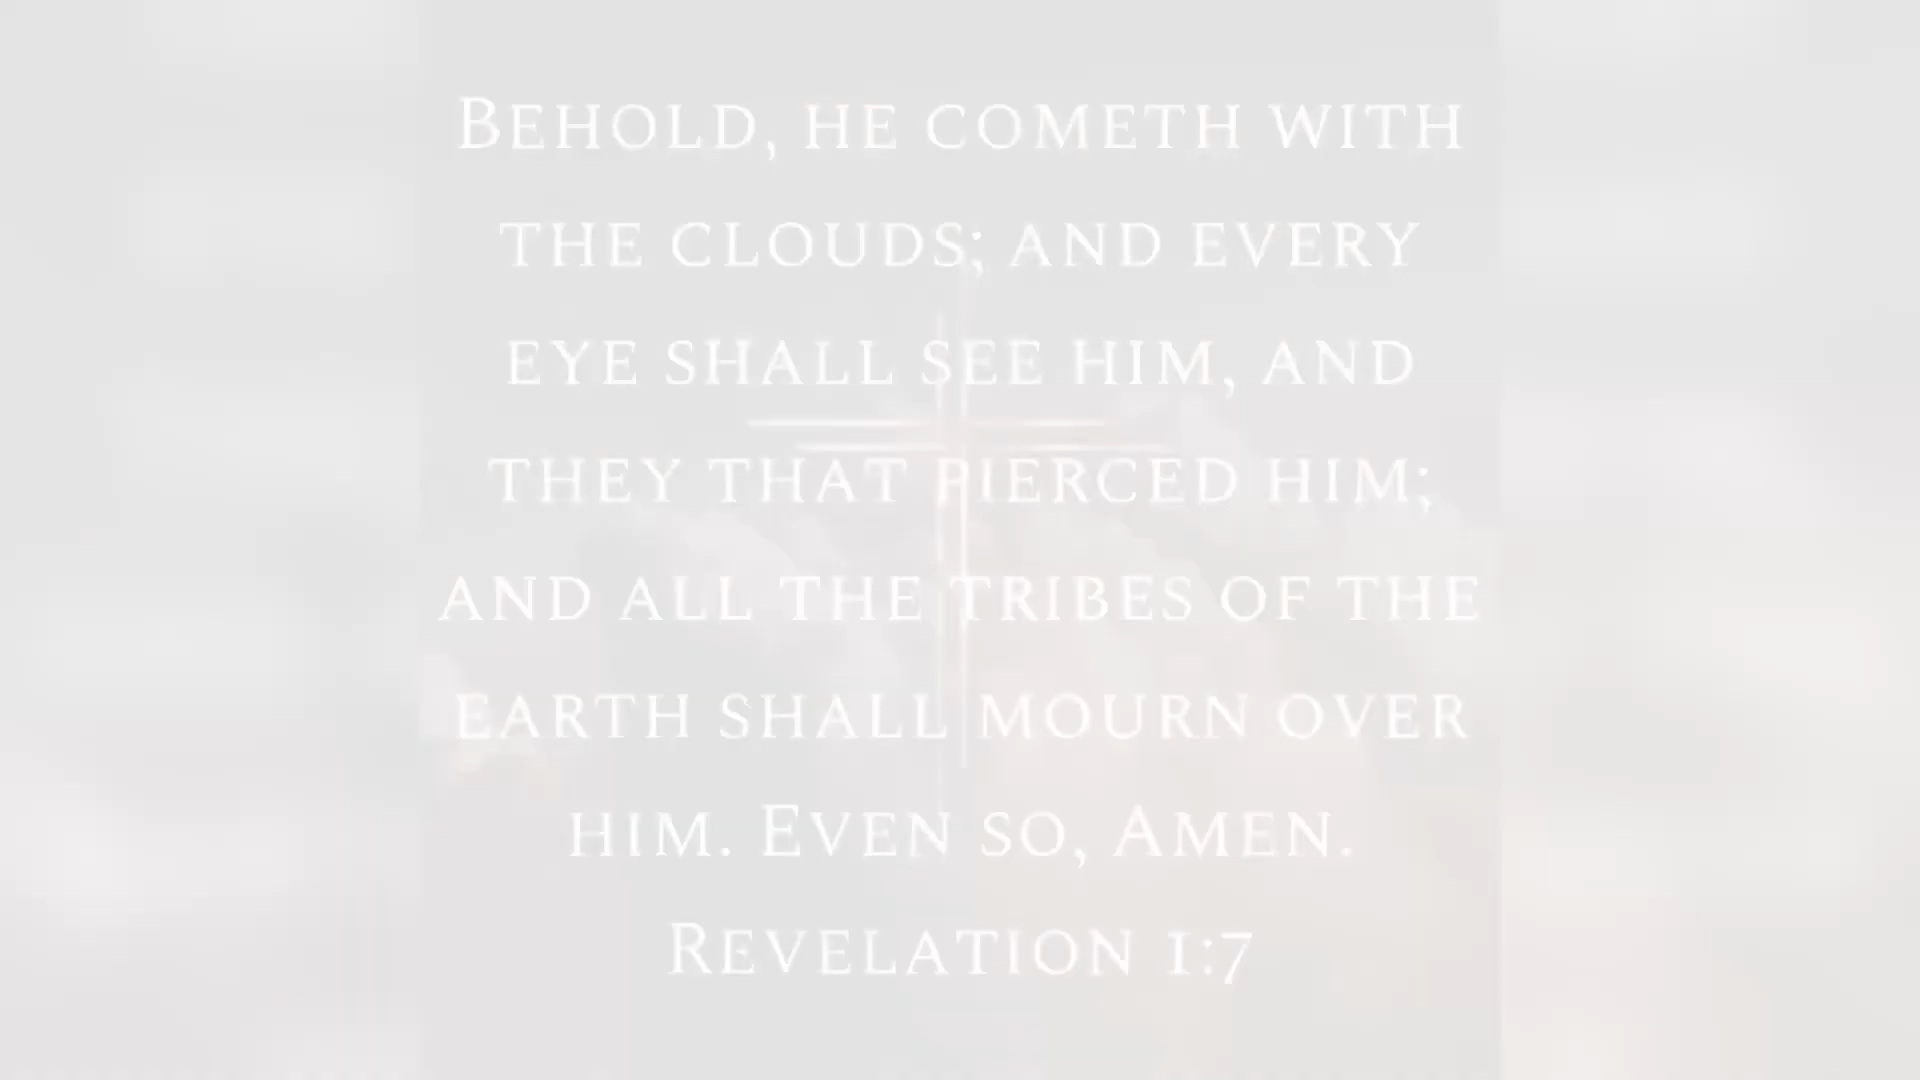 Behold, he cometh with
the clouds; and every
eye shall see him, and
they that pierced him;
and all the tribes of the
earth shall mourn over
him. Even so, Amen.
Revelation 1:7